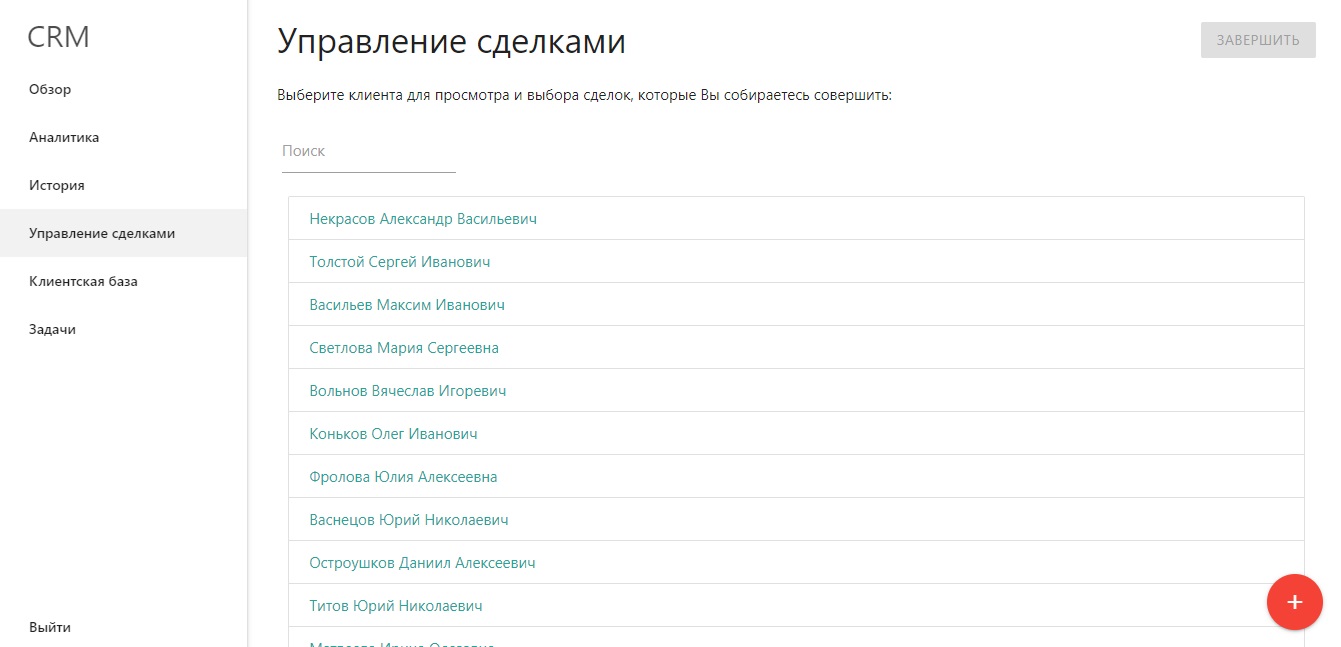 CRM
Обзор
Аналитика
История
Управление сделками
Клиентская база
Задачи
Выйти
Управление сделками
ЗАВЕРШИТЬ
Выберите клиента для просмотра и выбора сделок, которые Вы собираетесь совершить:
Поиск
Некрасов Александр Васильевич
Толстой Сергей Иванович
Васильев Максим Иванович
Светлова Мария Сергеевна
Вольнов Вячеслав Игоревич
Коньков Олег Иванович
Фролова Юлия Алексеевна
Васнецов Юрий Николаевич
Остроушков Даниил Алексеевич
Титов Юрий Николаевич
+